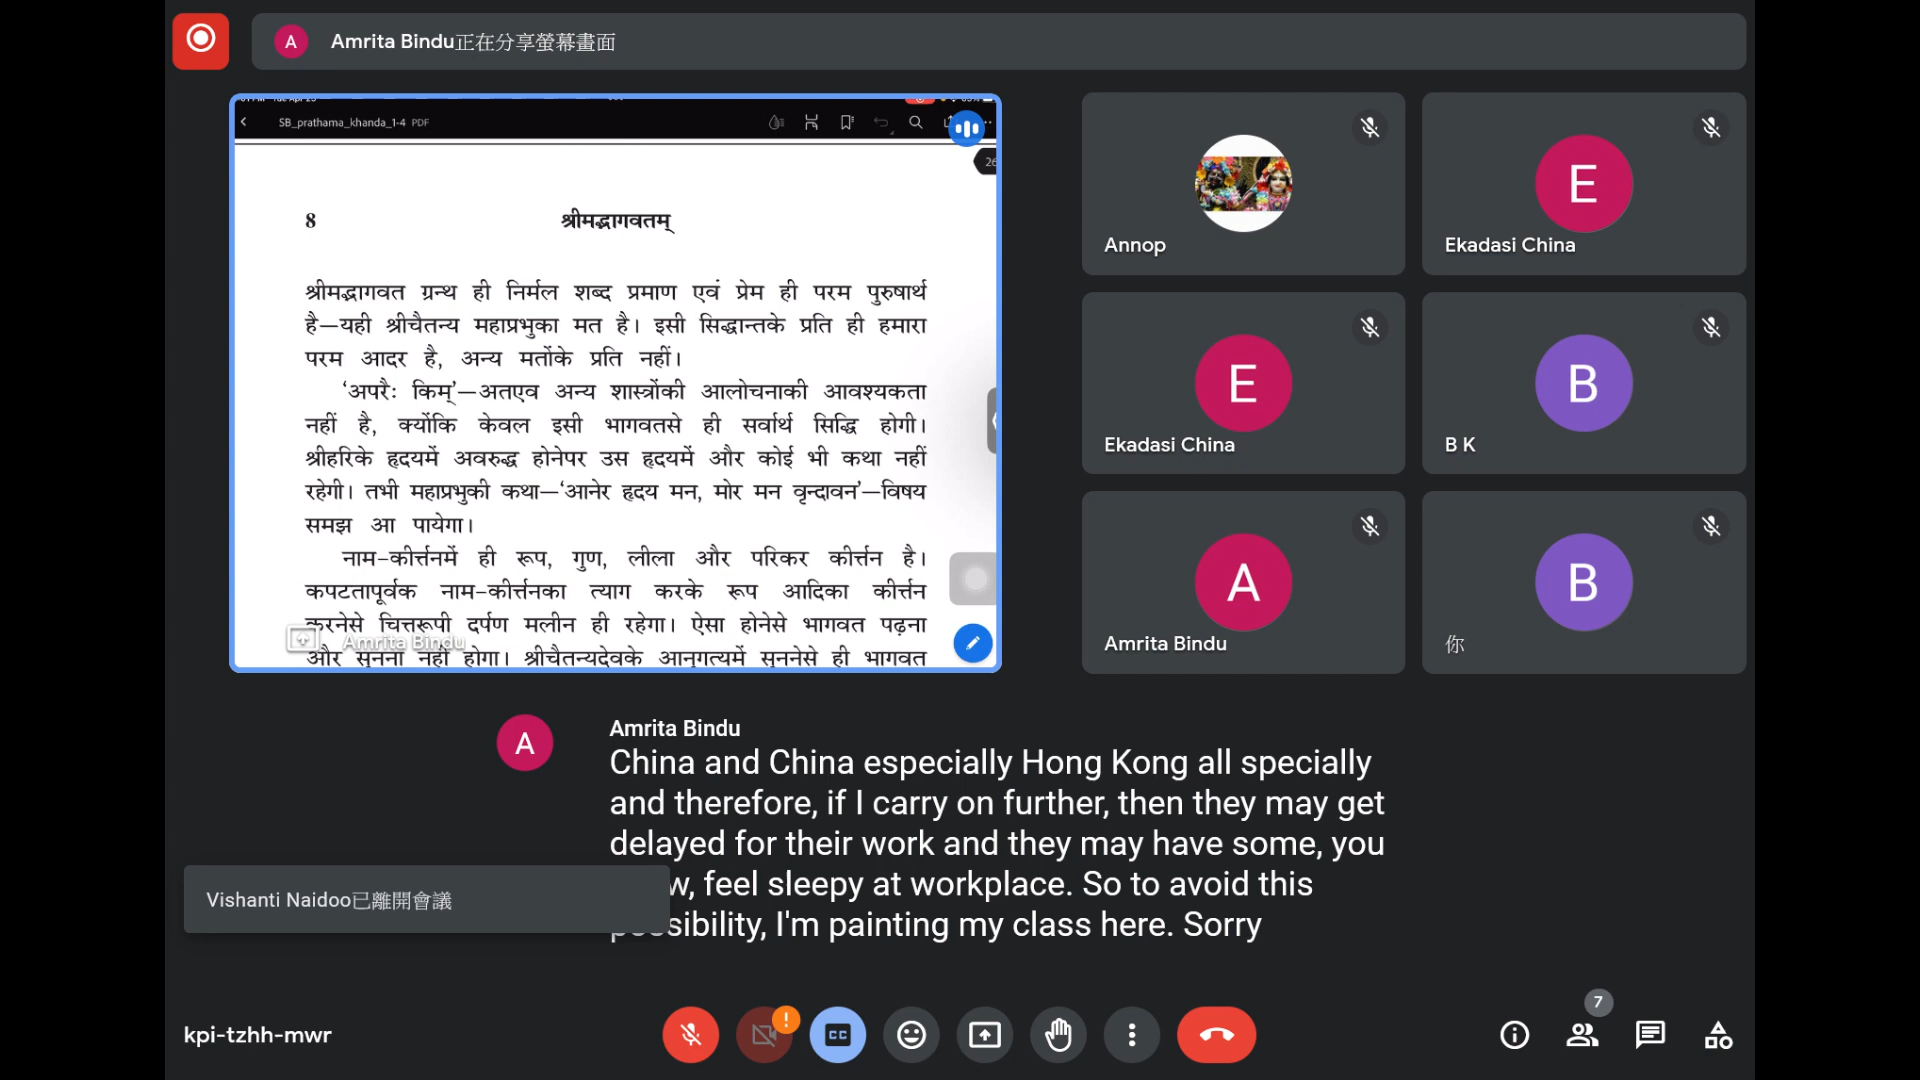 Amrita Bindu正在分享螢幕畫面
SB_prathama_khanda_1-4 PDF
26
8
श्रीमद्भागवतम्
श्रीमद्भागवत ग्रन्थ ही निर्मल शब्द प्रमाण एवं प्रेम ही परम पुरुषार्थ
है—यही श्रीचैतन्य महाप्रभुका मत है। इसी सिद्धान्तके प्रति ही हमारा
परम आदर है, अन्य मतोंके प्रति नहीं।
‘अपरैः किम्’—अतएव अन्य शास्त्रोंकी आलोचनाकी आवश्यकता
नहीं है, क्योंकि केवल इसी भागवतसे ही सर्वार्थ सिद्धि होगी।
श्रीहरिके हृदयमें अवरुद्ध होनेपर उस हृदयमें और कोई भी कथा नहीं
रहेगी। तभी महाप्रभुकी कथा—‘आनेर हृदय मन, मोर मन वृन्दावन’—विषय
समझ आ पायेगा।
नाम-कीर्त्तनमें ही रूप, गुण, लीला और परिकर कीर्त्तन है।
कपटतापूर्वक नाम-कीर्त्तनका त्याग करके रूप आदिका कीर्त्तन
करनेसे चित्तरूपी दर्पण मलीन ही रहेगा। ऐसा होनेसे भागवत पढ़ना
और सुनना नहीं होगा। श्रीचैतन्यदेवके आनुगत्यमें सुननेसे ही भागवत
Amrita Bindu
Annop
E
Ekadasi China
E
Ekadasi China
B
B K
A
Amrita Bindu
B
你
A
Amrita Bindu
China and China especially Hong Kong all specially
and therefore, if I carry on further, then they may get
delayed for their work and they may have some, you
feel sleepy at workplace. So to avoid this
I'm painting my class here. Sorry
Vishanti Naidoo已離開會議
kpi-tzhh-mwr
CC
7